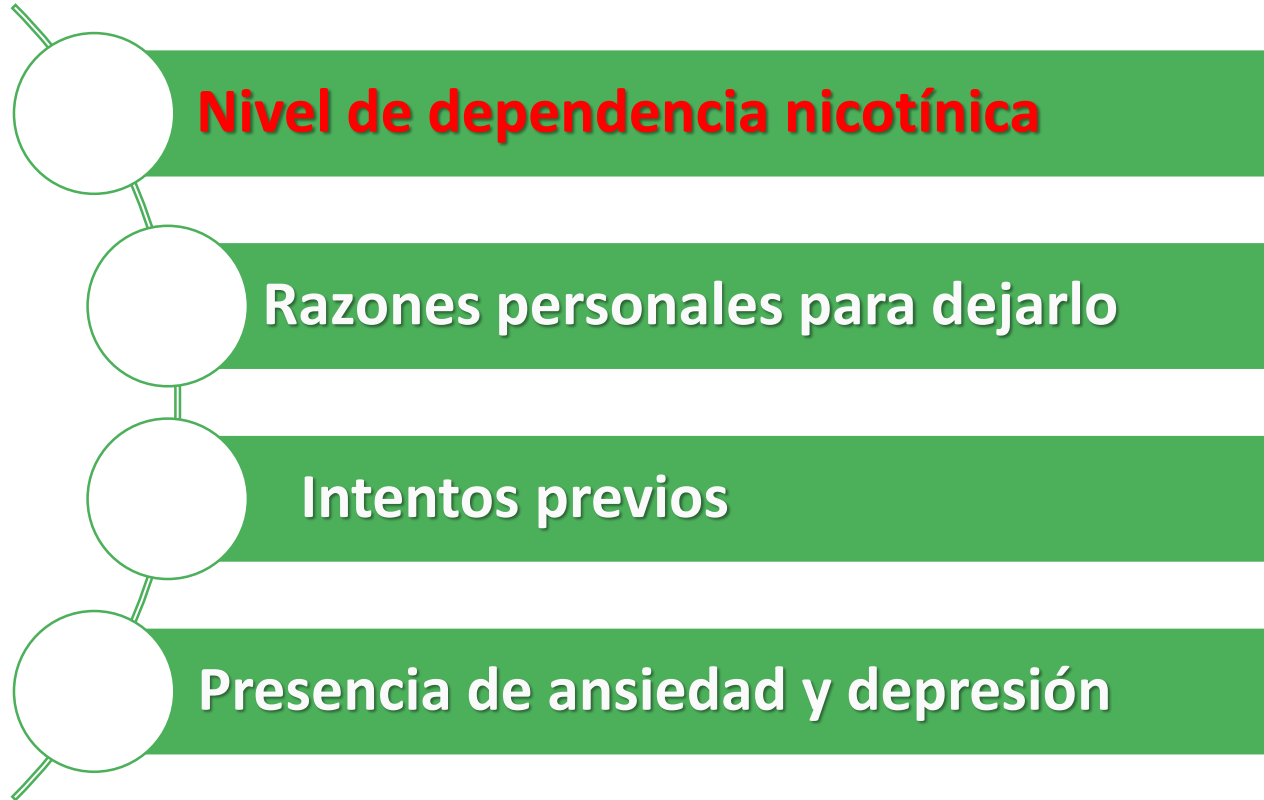 Nivel de dependencia nicotínica
Razones personales para dejarlo
Intentos previos
Presencia de ansiedad y depresión